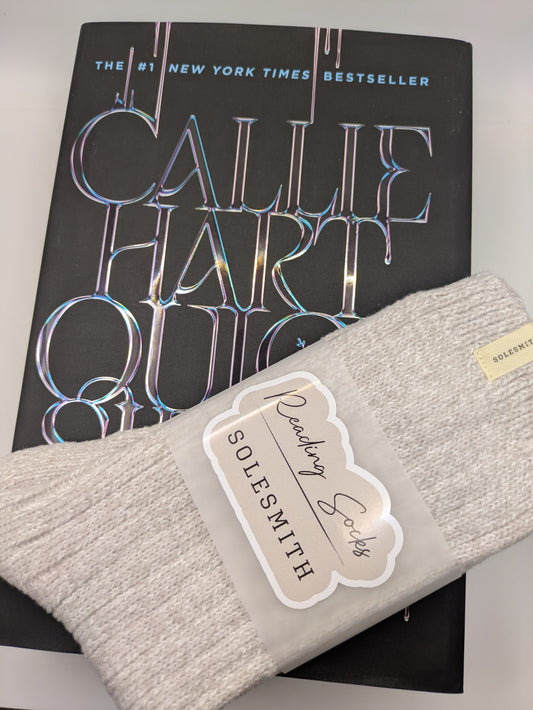 THE #1 NEW YORK TIMES BESTSELLER
CALLIE
HART
SOLESMIT
Reading Socks
SOLESMITH